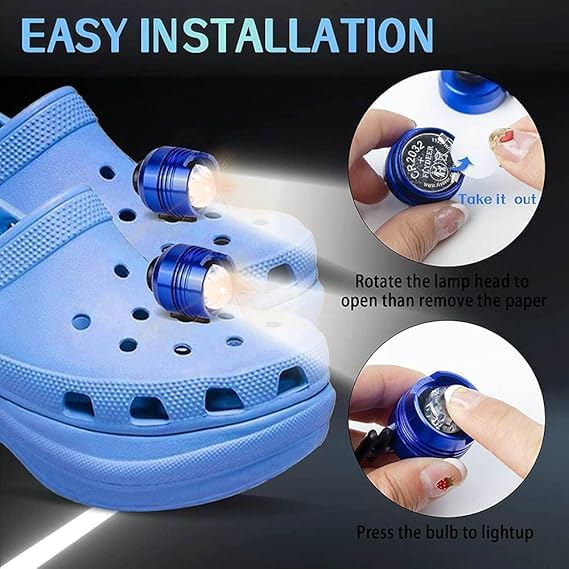 EASY INSTALLATION
CR2032
+
Take it out
Rotate the lamp head to
open than remove the paper
Press the bulb to lightup